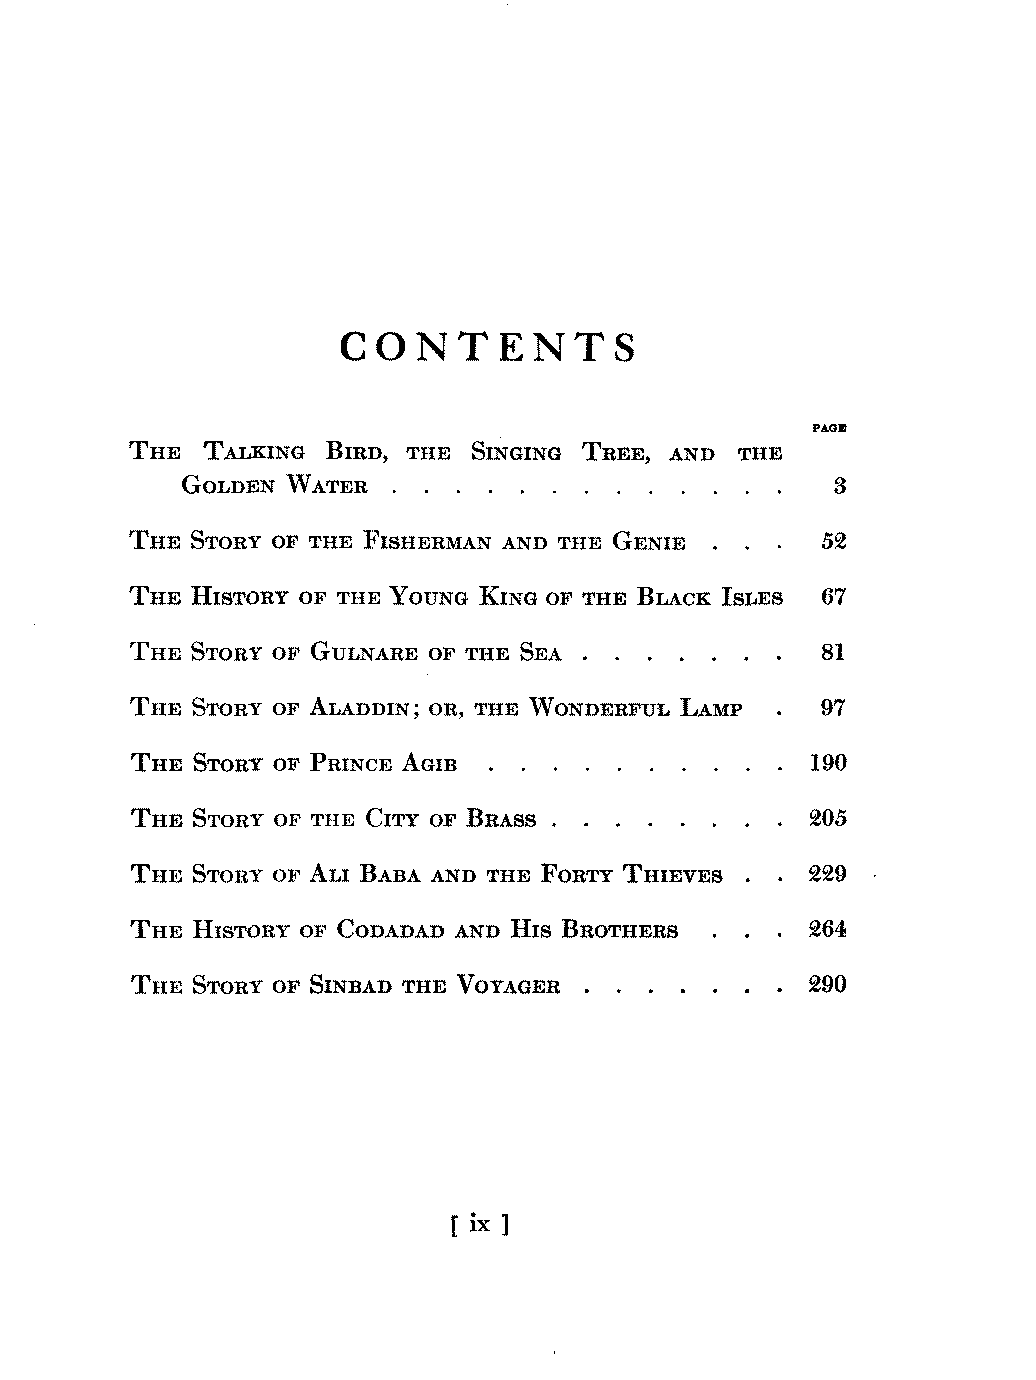 CONTENTS
PAGE
The Talking Bird, the Singing Tree, and the
Golden Water . . . . . . . . . . . . . 3
The Story of the Fisherman and the Genie . . . 52
The History of the Young King of the Black Isles 67
The Story of Gulnare of the Sea . . . . . . . 81
The Story of Aladdin; or, the Wonderful Lamp . 97
The Story of Prince Agib . . . . . . . . . . 190
The Story of the City of Brass . . . . . . . . 205
The Story of Ali Baba and the Forty Thieves . . 229
The History of Codadad and His Brothers . . . 264
The Story of Sinbad the Voyager . . . . . . . 290
[ ix ]